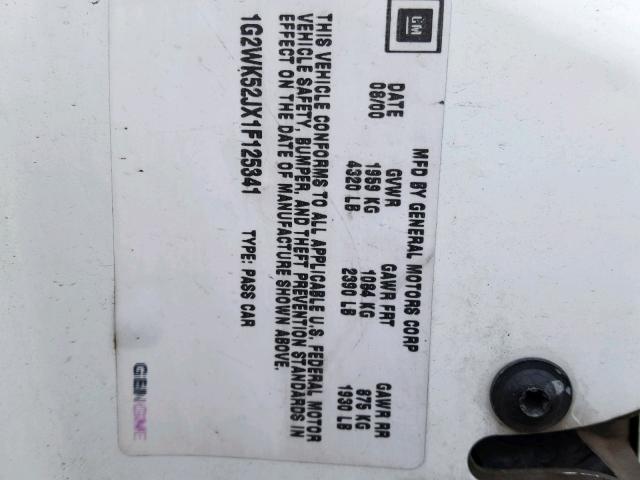 GM
MFD BY GENERAL MOTORS CORP
DATE GVWR GAWR FRT GAWR RR
08/00 1959 KG 1084 KG 875 KG
4320 LB 2390 LB 1930 LB
THIS VEHICLE CONFORMS TO ALL APPLICABLE U.S. FEDERAL MOTOR
VEHICLE SAFETY, BUMPER, AND THEFT PREVENTION STANDARDS IN
EFFECT ON THE DATE OF MANUFACTURE SHOWN ABOVE.
1G2WK52JX1F125341 TYPE: PASS CAR